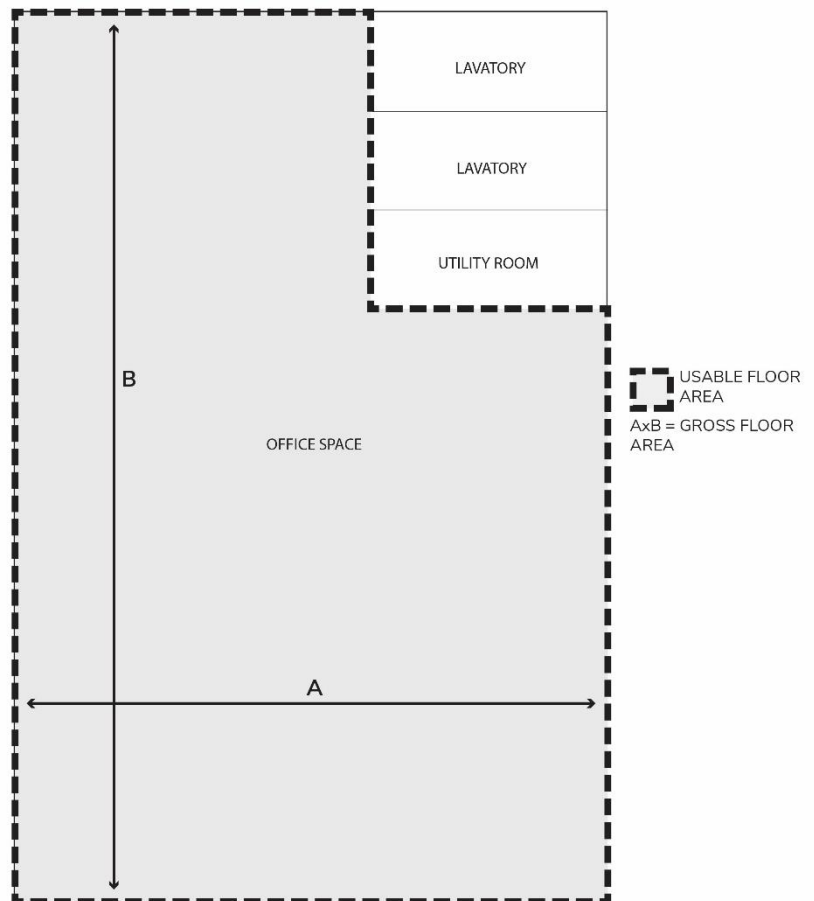 LAVATORY
LAVATORY
UTILITY ROOM
B
USABLE FLOOR
AREA
AxB = GROSS FLOOR
AREA
OFFICE SPACE
A